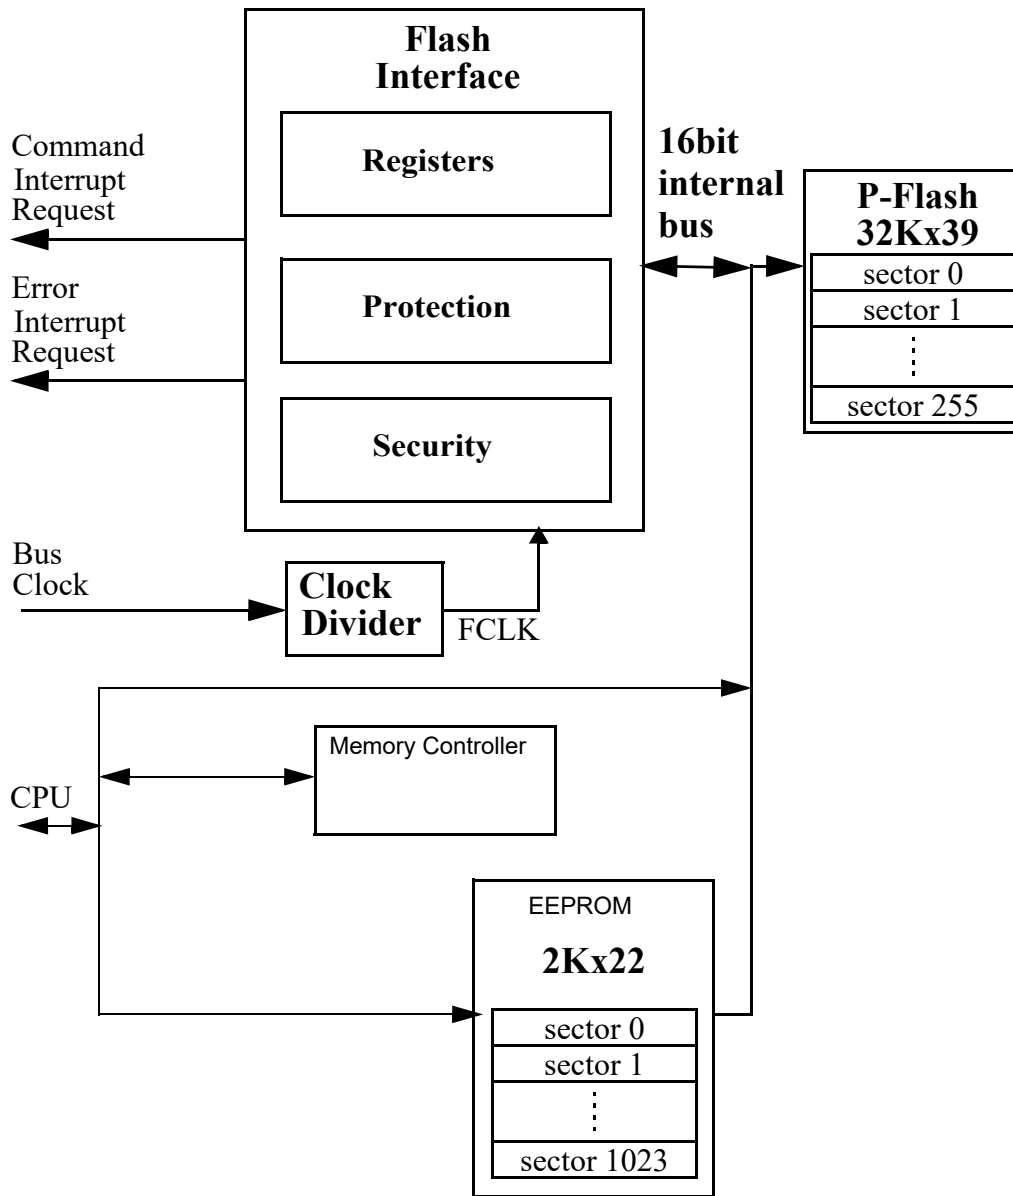 Flash
Interface
Registers
Protection
Security
Command
Interrupt
Request
Error
Interrupt
Request
16bit
internal
bus
P-Flash
32Kx39
sector 0
sector 1
sector 255
Bus
Clock
Clock
Divider
FCLK
Memory Controller
CPU
EEPROM
2Kx22
sector 0
sector 1
sector 1023